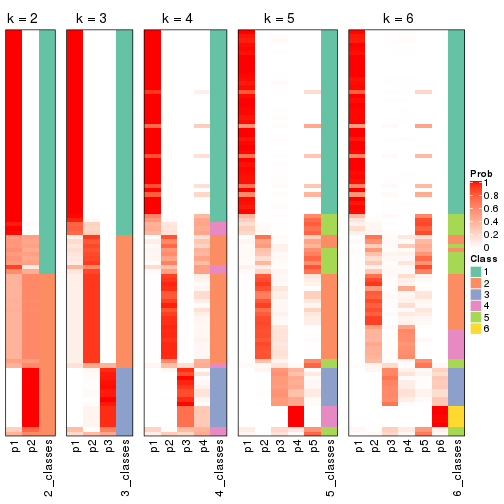 k = 2
k = 3
k = 4
k = 5
k = 6
p1
p2
2_classes
p1
p2
p3
3_classes
p1
p2
p3
p4
4_classes
p1
p2
p3
p4
p5
5_classes
p1
p2
p3
p4
p5
p6
6_classes
Prob
1
0.8
0.6
0.4
0.2
0
Class
1
2
3
4
5
6